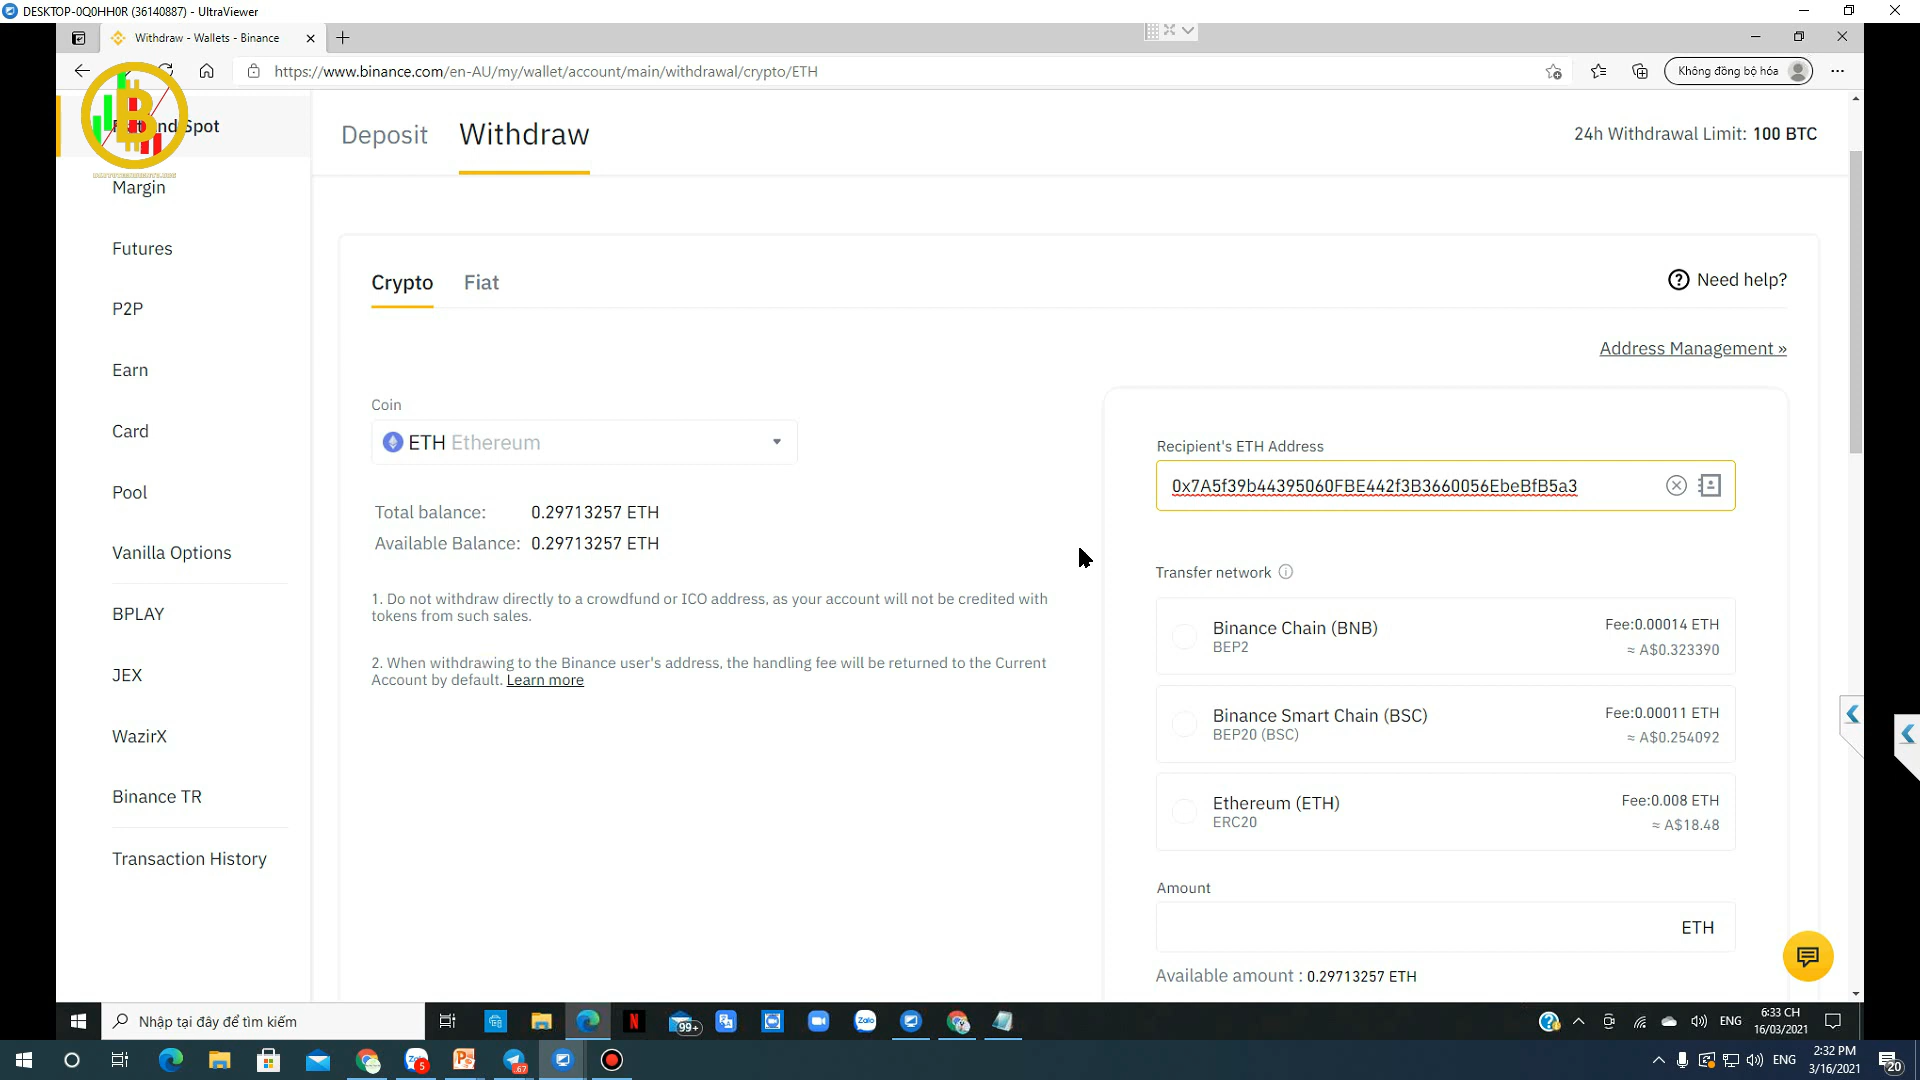 DESKTOP-0Q0HH0R (36140887) - UltraViewer
Withdraw - Wallets - Binance
https://www.binance.com/en-AU/my/wallet/account/main/withdrawal/crypto/ETH
Không đồng bộ hóa
Spot
Margin
Futures
P2P
Earn
Card
Pool
Vanilla Options
BPLAY
JEX
WazirX
Binance TR
Transaction History
Deposit
Withdraw
24h Withdrawal Limit: 100 BTC
Crypto
Fiat
Need help?
Address Management »
Coin
ETH Ethereum
Total balance: 0.29713257 ETH
Available Balance: 0.29713257 ETH
1. Do not withdraw directly to a crowdfund or ICO address, as your account will not be credited with
tokens from such sales.
2. When withdrawing to the Binance user's address, the handling fee will be returned to the Current
Account by default. Learn more
Recipient's ETH Address
0x7A5f39b44395060FBE442f3B3660056EbeBfB5a3
Transfer network
Binance Chain (BNB)
BEP2
Fee:0.00014 ETH
≈ A$0.323390
Binance Smart Chain (BSC)
BEP20 (BSC)
Fee:0.00011 ETH
≈ A$0.254092
Ethereum (ETH)
ERC20
Fee:0.008 ETH
≈ A$18.48
Amount
ETH
Available amount : 0.29713257 ETH
Nhập tại đây để tìm kiếm
99+
Zalo
ENG
6:33 CH
16/03/2021
5
67
ENG
2:32 PM
3/16/2021
20